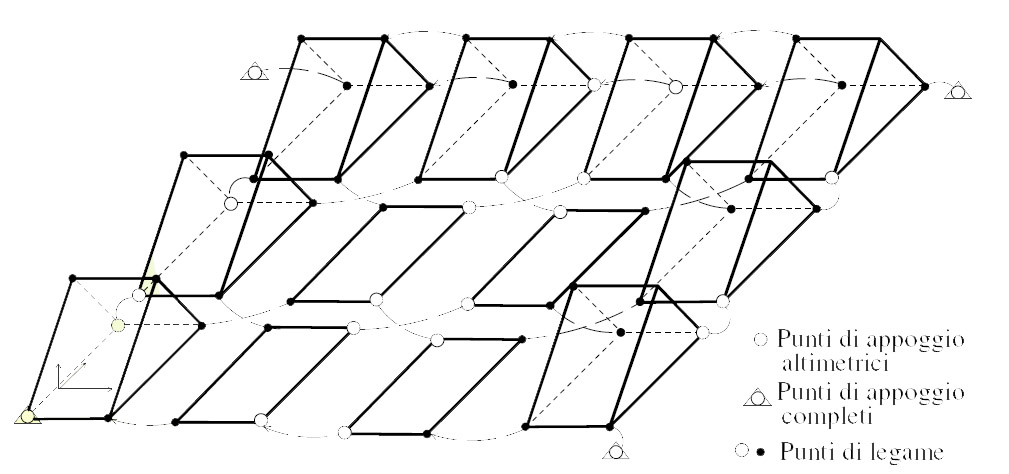 Punti di appoggio
altimetrici
Punti di appoggio
completi
Punti di legame